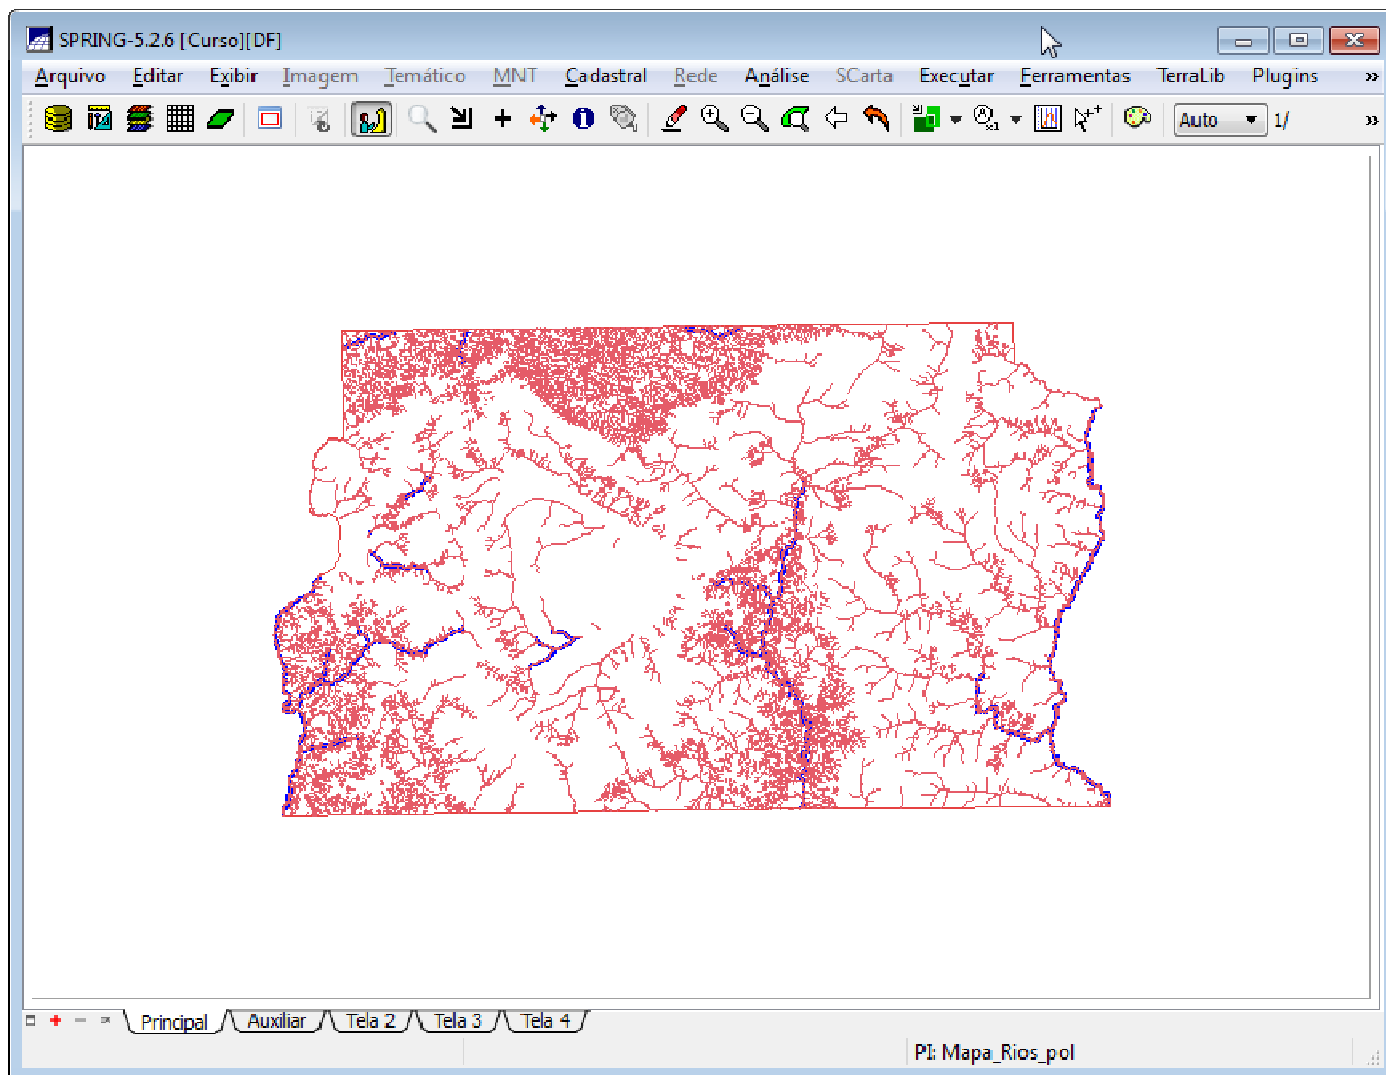 SPRING-5.2.6 [Curso][DF]
Arquivo Editar Exibir Imagem Temático MNT Cadastral Rede Análise SCarta Executar Ferramentas TerraLib Plugins »
Auto 1/ »
Principal Auxiliar Tela 2 Tela 3 Tela 4
PI: Mapa_Rios_pol